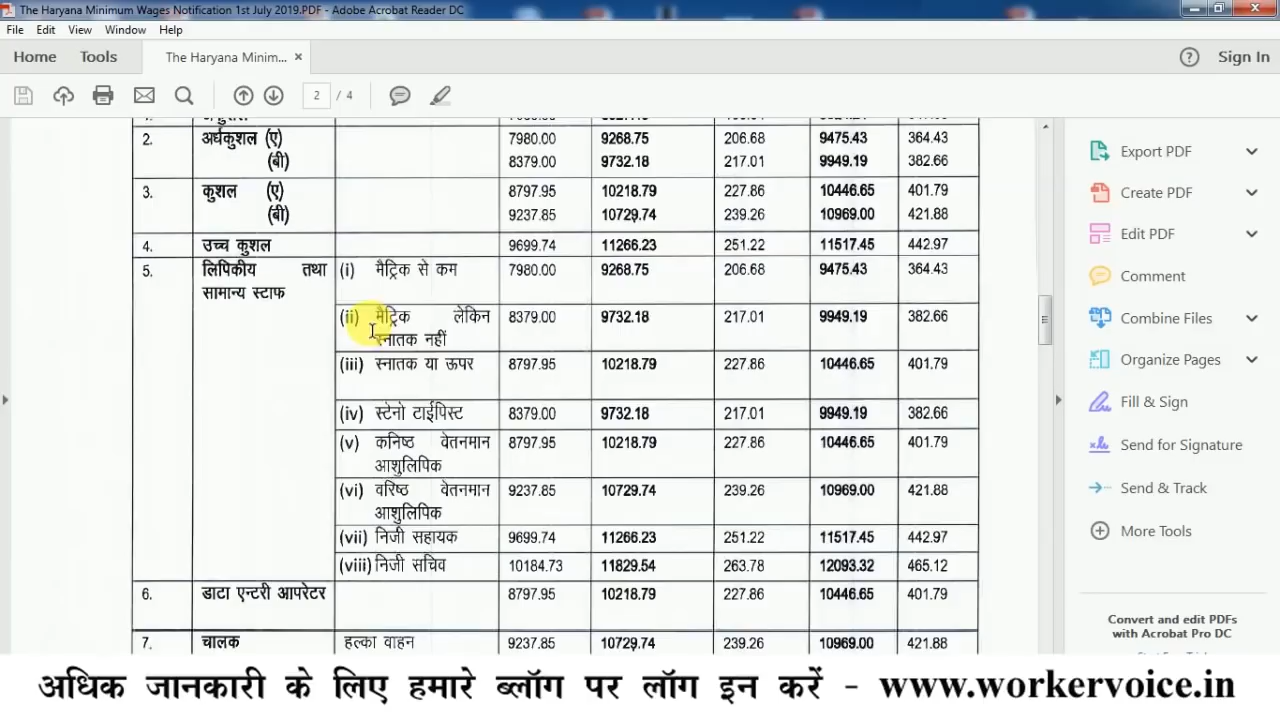 The Haryana Minimum Wages Notification 1st July 2019.PDF - Adobe Acrobat Reader DC
File Edit View Window Help
Home Tools The Haryana Minim... × Sign In
2 / 4
2. अर्धकुशल (ए) 7980.00 9268.75 206.68 9475.43 364.43
(बी) 8379.00 9732.18 217.01 9949.19 382.66
3. कुशल (ए) 8797.95 10218.79 227.86 10446.65 401.79
(बी) 9237.85 10729.74 239.26 10969.00 421.88
4. उच्च कुशल 9699.74 11266.23 251.22 11517.45 442.97
5. लिपिकीय तथा (i) मैट्रिक से कम 7980.00 9268.75 206.68 9475.43 364.43
सामान्य स्टाफ
(ii) मैट्रिक लेकिन 8379.00 9732.18 217.01 9949.19 382.66
स्नातक नहीं
(iii) स्नातक या ऊपर 8797.95 10218.79 227.86 10446.65 401.79
(iv) स्टेनो टाईपिस्ट 8379.00 9732.18 217.01 9949.19 382.66
(v) कनिष्ठ वेतनमान 8797.95 10218.79 227.86 10446.65 401.79
आशुलिपिक
(vi) वरिष्ठ वेतनमान 9237.85 10729.74 239.26 10969.00 421.88
आशुलिपिक
(vii) निजी सहायक 9699.74 11266.23 251.22 11517.45 442.97
(viii) निजी सचिव 10184.73 11829.54 263.78 12093.32 465.12
6. डाटा एन्टरी आपरेटर 8797.95 10218.79 227.86 10446.65 401.79
7. चालक हल्का वाहन 9237.85 10729.74 239.26 10969.00 421.88
Export PDF
Create PDF
Edit PDF
Comment
Combine Files
Organize Pages
Fill & Sign
Send for Signature
Send & Track
More Tools
Convert and edit PDFs
with Acrobat Pro DC
अधिक जानकारी के लिए हमारे ब्लॉग पर लॉग इन करें - www.workervoice.in